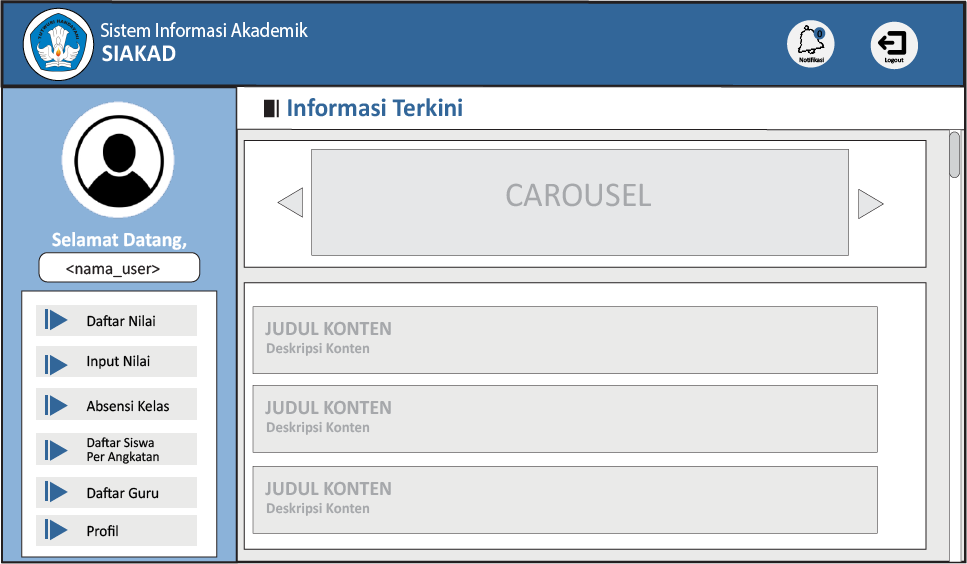 Sistem Informasi Akademik
SIAKAD
0
Notifikasi
Logout
Selamat Datang,
<nama_user>
Daftar Nilai
Input Nilai
Absensi Kelas
Daftar Siswa
Per Angkatan
Daftar Guru
Profil
Informasi Terkini
CAROUSEL
JUDUL KONTEN
Deskripsi Konten
JUDUL KONTEN
Deskripsi Konten
JUDUL KONTEN
Deskripsi Konten